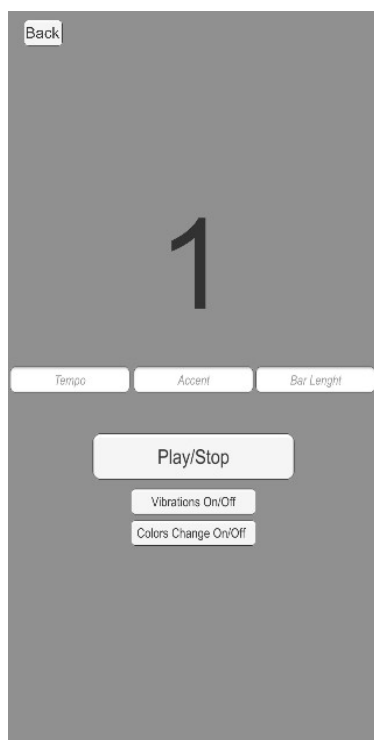 Back
1
Tempo Accent Bar Lenght
Play/Stop
Vibrations On/Off
Colors Change On/Off